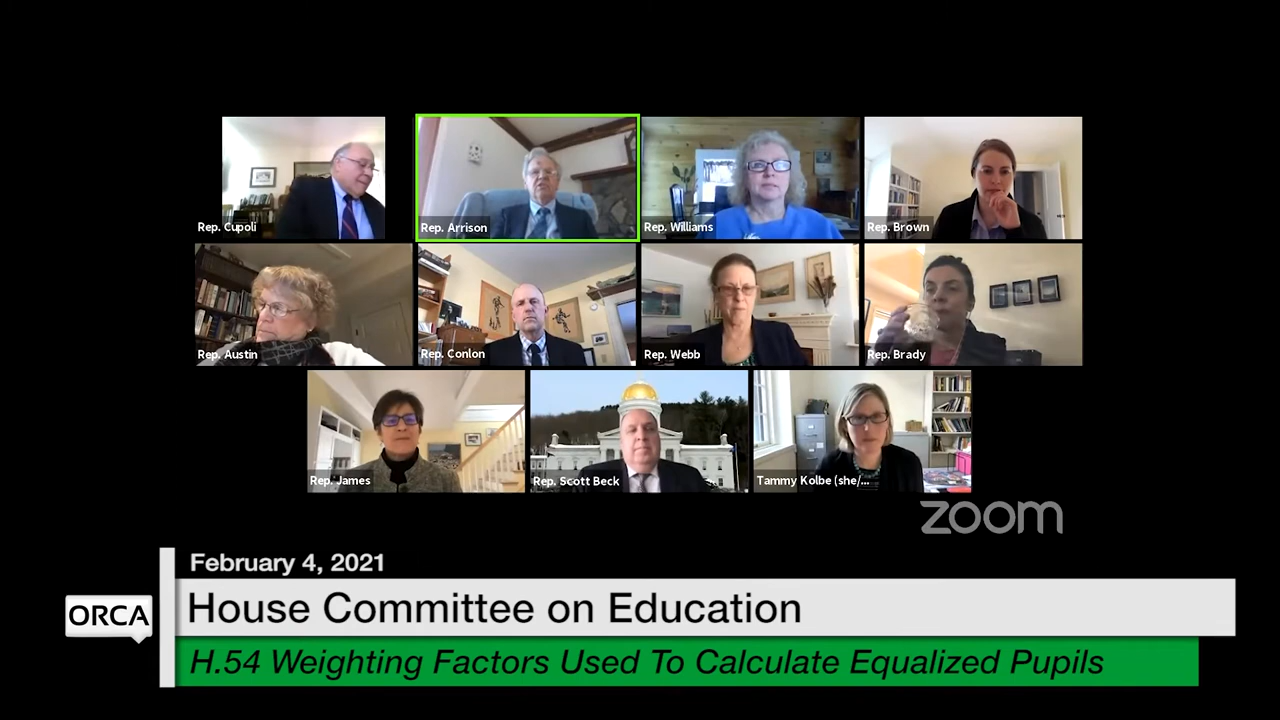 Rep. Cupoli
Rep. Arrison
Rep. Williams
Rep. Brown
Rep. Austin
Rep. Conlon
Rep. Webb
Rep. Brady
Rep. James
Rep. Scott Beck
Tammy Kolbe (she/...
zoom
February 4, 2021
ORCA
House Committee on Education
H.54 Weighting Factors Used To Calculate Equalized Pupils